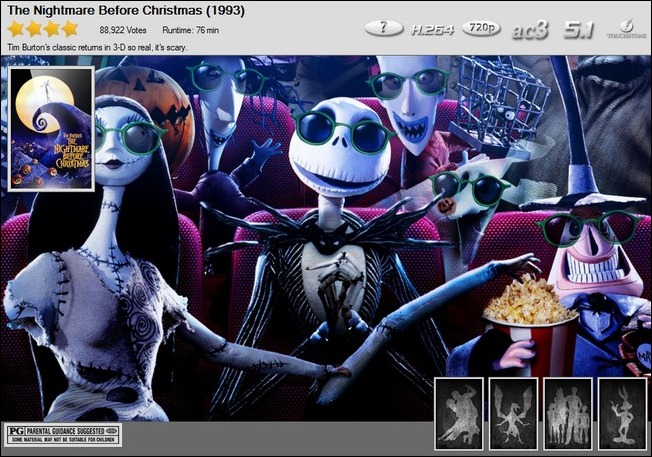 The Nightmare Before Christmas (1993)
88,922 Votes Runtime: 76 min
Tim Burton's classic returns in 3-D so real, it's scary.
?
H.264
720p
ac3
5.1
TOUCHSTONE
Tim Burton's
THE
NIGHTMARE
BEFORE
CHRISTMAS
MAY
PG PARENTAL GUIDANCE SUGGESTED
SOME MATERIAL MAY NOT BE SUITABLE FOR CHILDREN